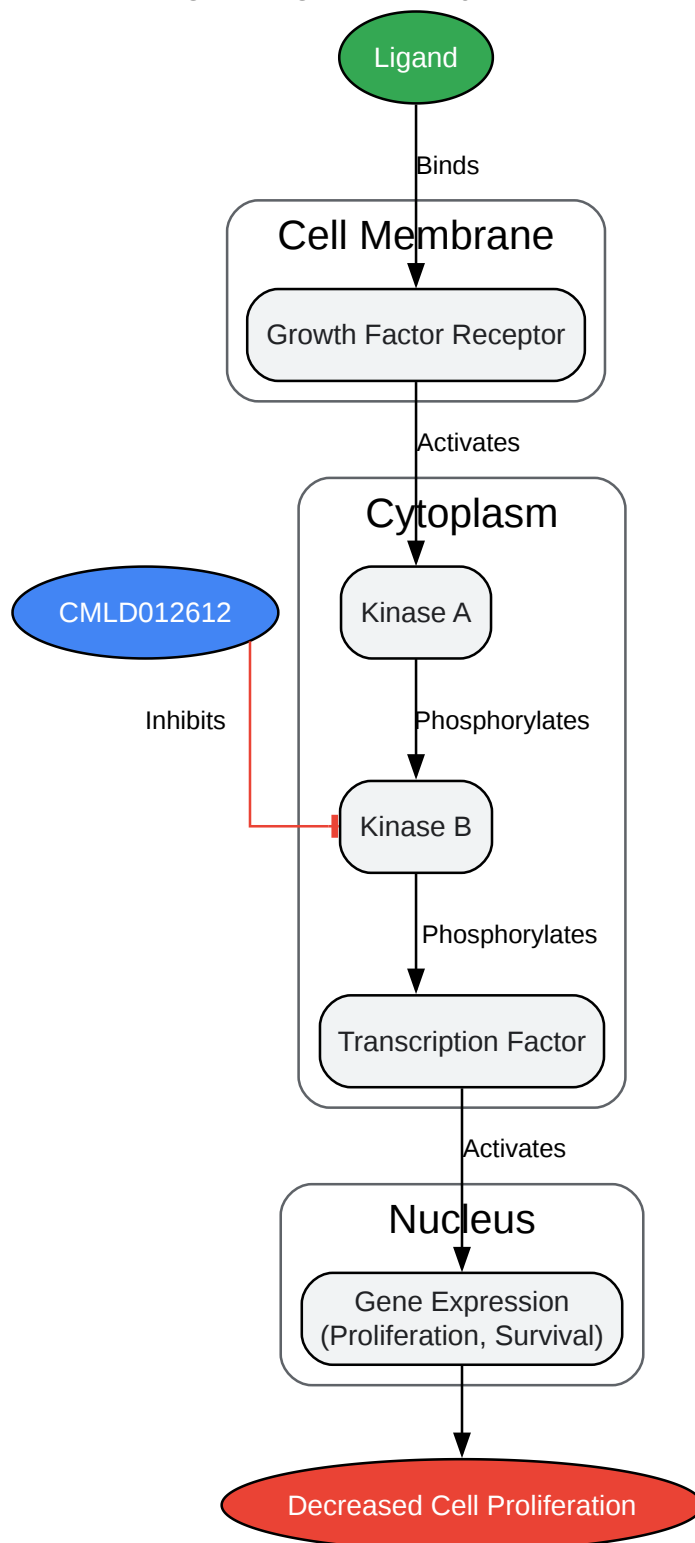 Ligand
Binds
Cell Membrane
Growth Factor Receptor
Activates
Cytoplasm
CMLD012612
Kinase A
Inhibits
Phosphorylates
Kinase B
Phosphorylates
Transcription Factor
Activates
Nucleus
Gene Expression
(Proliferation, Survival)
Decreased Cell Proliferation